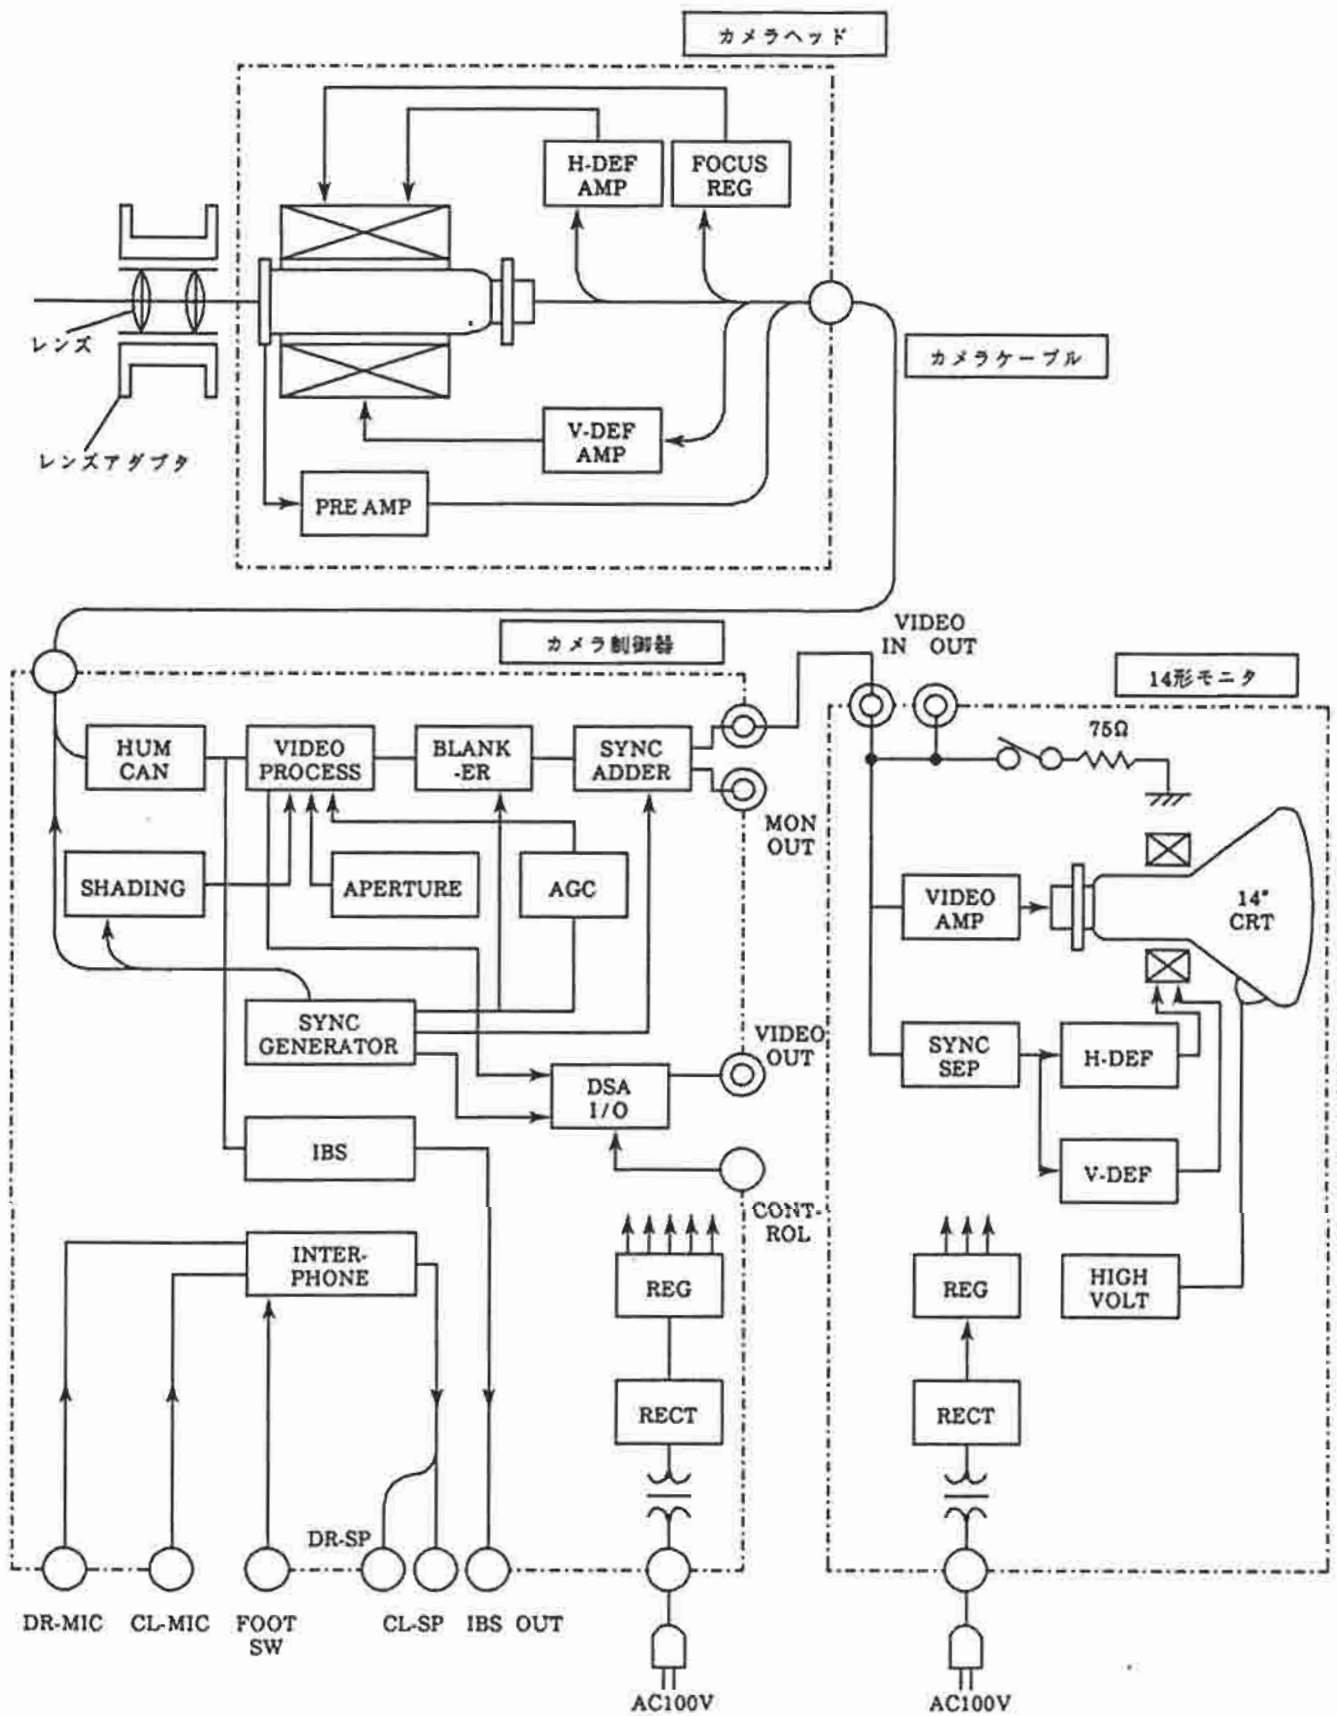 カメラヘッド
H-DEF
AMP
FOCUS
REG
レンズ
カメラケーブル
レンズアダプタ
V-DEF
AMP
PRE AMP
カメラ制御器
VIDEO
IN OUT
14形モニタ
75Ω
HUM
CAN
VIDEO
PROCESS
BLANK
-ER
SYNC
ADDER
MON
OUT
SHADING
APERTURE
AGC
VIDEO
AMP
14"
CRT
SYNC
GENERATOR
VIDEO
OUT
DSA
I/O
SYNC
SEP
H-DEF
IBS
V-DEF
CONT-
ROL
INTER-
PHONE
REG
REG
HIGH
VOLT
RECT
RECT
DR-SP
DR-MIC
CL-MIC
FOOT
SW
CL-SP
IBS OUT
AC100V
AC100V